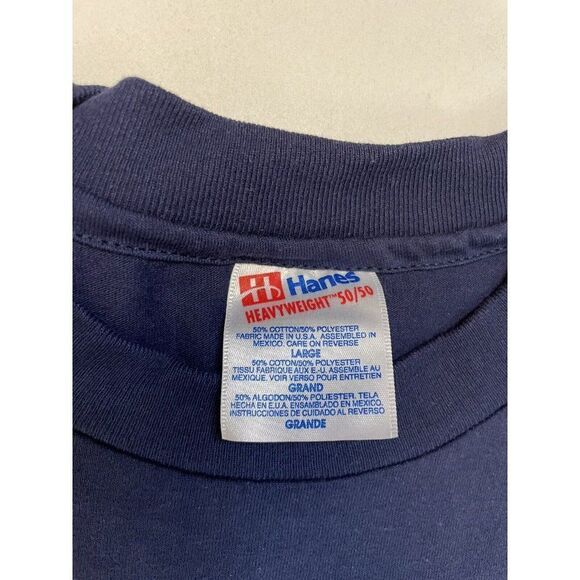 H Hanes
HEAVYWEIGHT™ 50/50
50% COTTON/50% POLYESTER
FABRIC MADE IN U.S.A. ASSEMBLED IN
MEXICO. CARE ON REVERSE
LARGE
50% COTON/50% POLYESTER
TISSU FABRIQUE AUX E.-U. ASSEMBLE AU
MEXIQUE. VOIR VERSO POUR ENTRETIEN
GRAND
50% ALGODON/50% POLIESTER. TELA
HECHA EN E.U.A. ENSAMBLADO EN MEXICO.
INSTRUCCIONES DE CUIDADO AL REVERSO
GRANDE